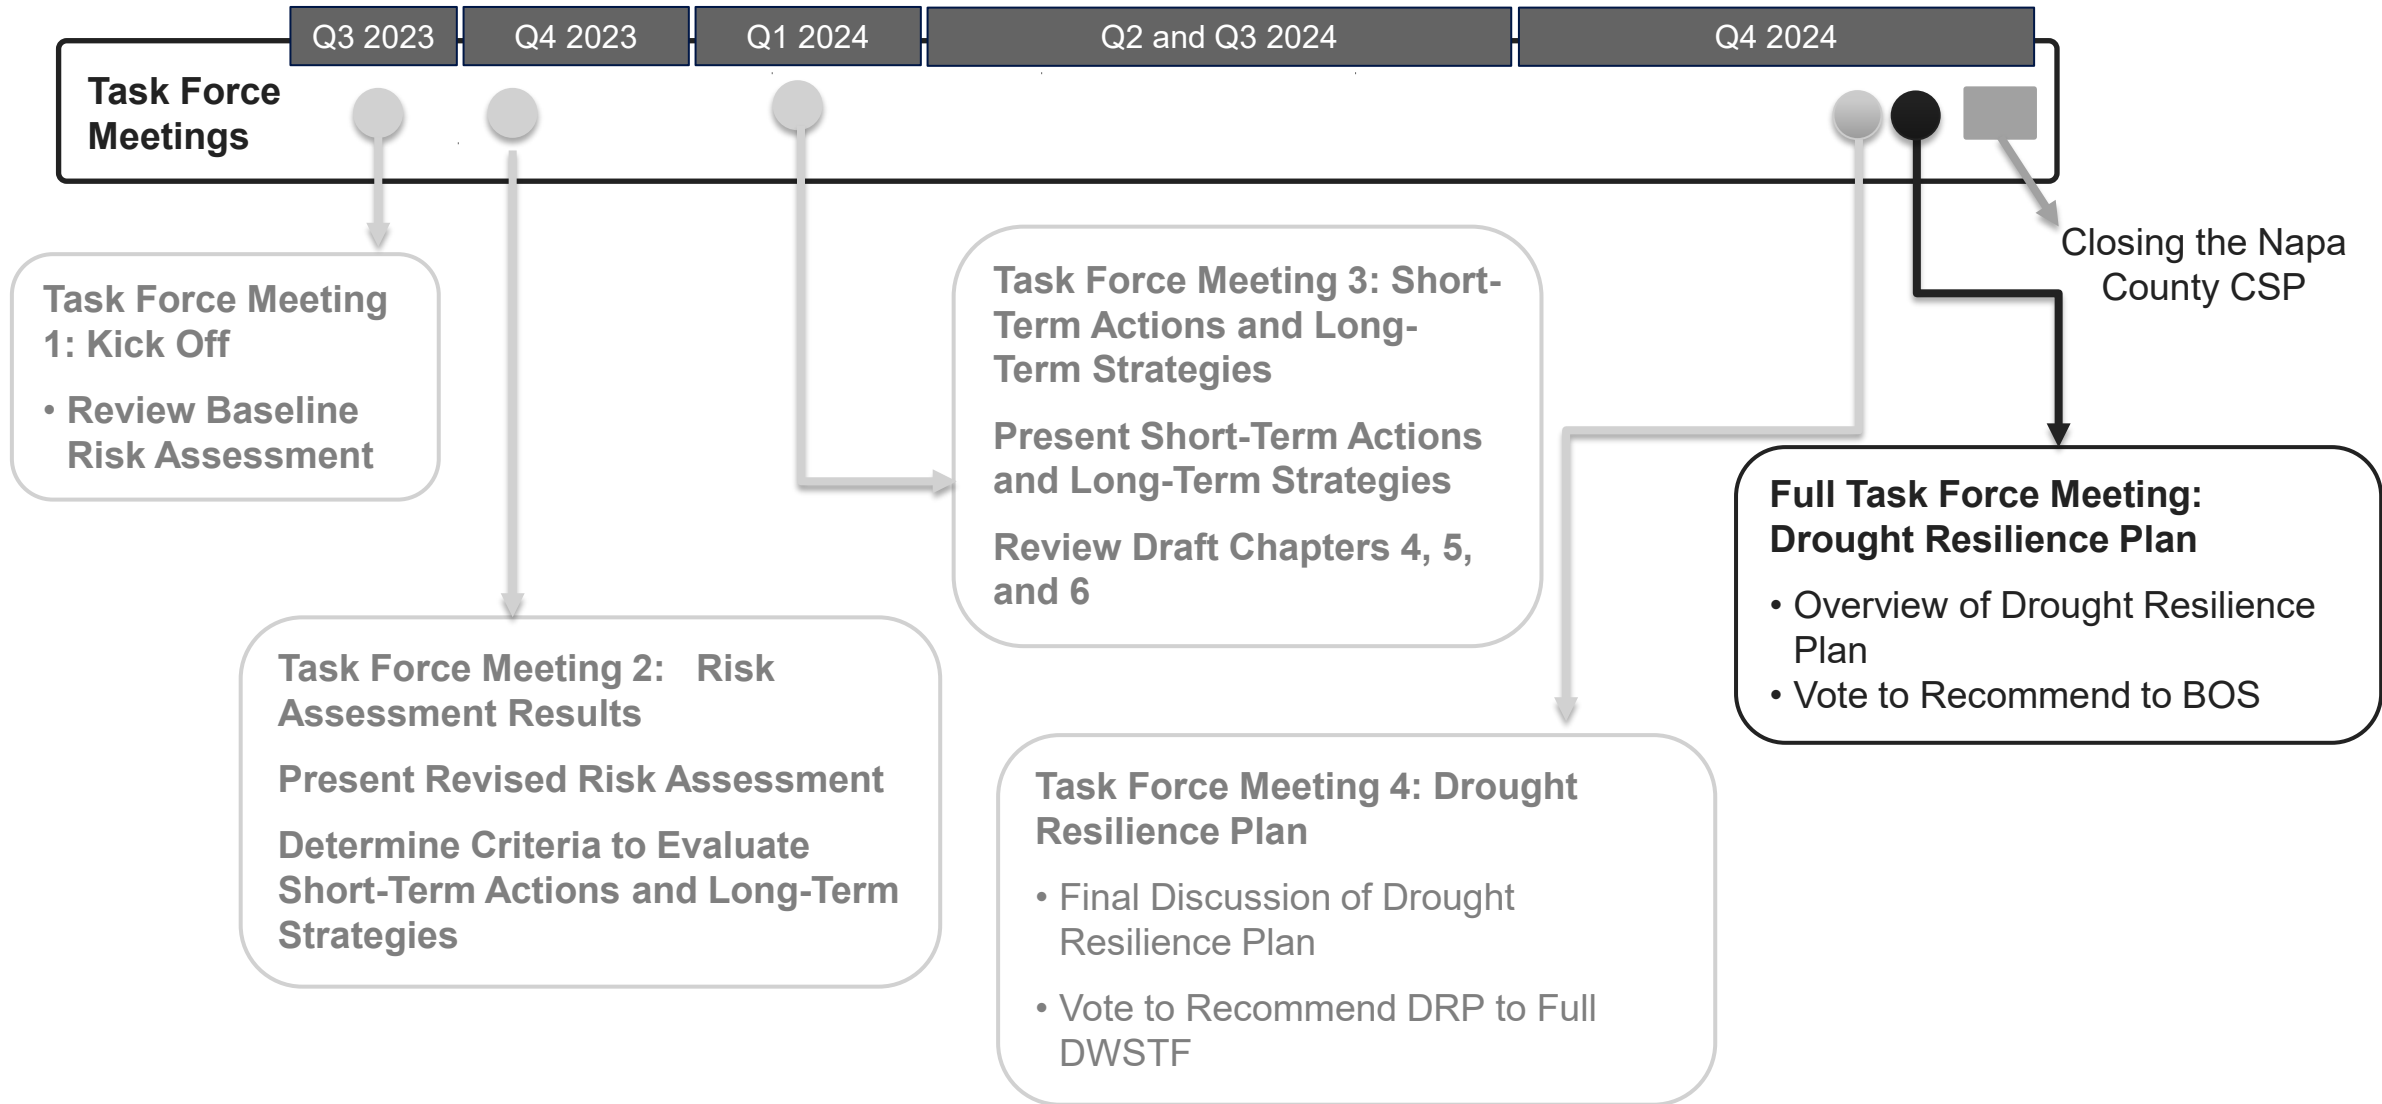 Q3 2023
Q4 2023
Q1 2024
Q2 and Q3 2024
Q4 2024
Task Force
Meetings
Closing the Napa
County CSP
Task Force Meeting
1: Kick Off
• Review Baseline
Risk Assessment
Task Force Meeting 2:   Risk
Assessment Results
Present Revised Risk Assessment
Determine Criteria to Evaluate
Short-Term Actions and Long-Term
Strategies
Task Force Meeting 3: Short-
Term Actions and Long-
Term Strategies
Present Short-Term Actions
and Long-Term Strategies
Review Draft Chapters 4, 5,
and 6
Task Force Meeting 4: Drought
Resilience Plan
• Final Discussion of Drought
Resilience Plan
• Vote to Recommend DRP to Full
DWSTF
Full Task Force Meeting:
Drought Resilience Plan
• Overview of Drought Resilience
Plan
• Vote to Recommend to BOS